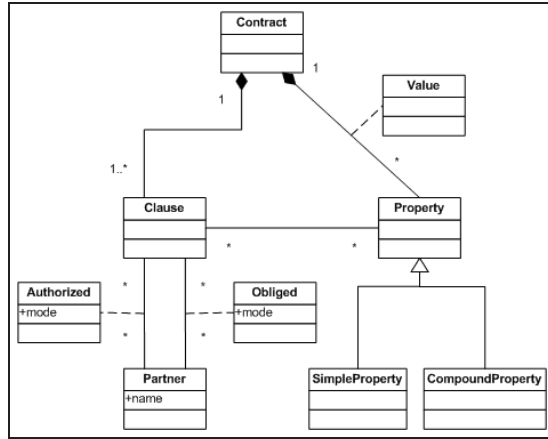 Contract
1
1
Value
*
1..*
Clause
Property
*
*
Authorized
+mode
*
*
Obliged
+mode
*
*
Partner
+name
SimpleProperty
CompoundProperty